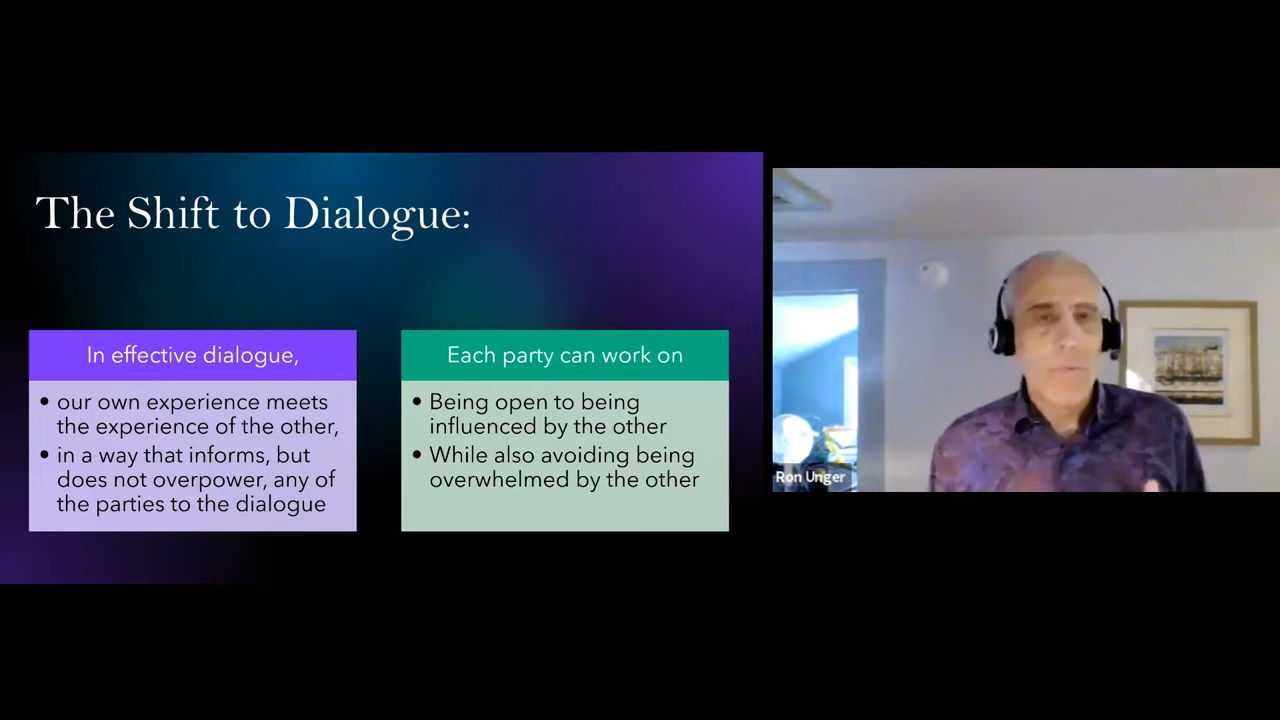 The Shift to Dialogue:
In effective dialogue,
• our own experience meets
the experience of the other,
• in a way that informs, but
does not overpower, any of
the parties to the dialogue
Each party can work on
• Being open to being
influenced by the other
• While also avoiding being
overwhelmed by the other
Ron Unger